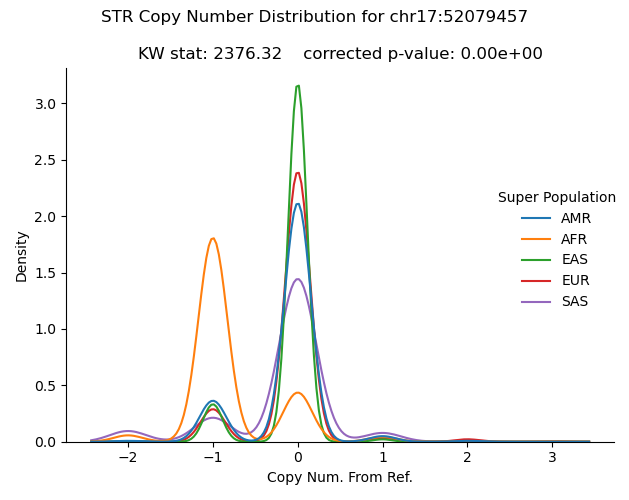 STR Copy Number Distribution for chr17:52079457
KW stat: 2376.32    corrected p-value: 0.00e+00
3.0
2.5
2.0
1.5
1.0
0.5
0.0
Density
−2
−1
0
1
2
3
Copy Num. From Ref.
Super Population
AMR
AFR
EAS
EUR
SAS